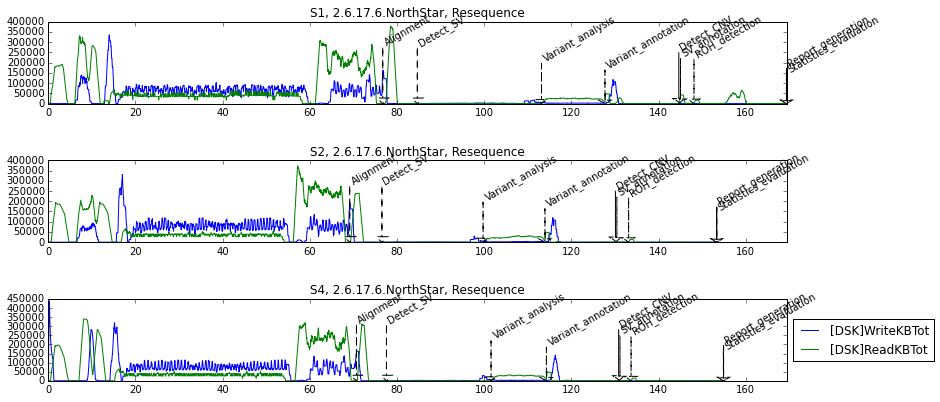 S1, 2.6.17.6.NorthStar, Resequence
400000
350000
300000
250000
200000
150000
100000
50000
0
0 20 40 60 80 100 120 140 160
Alignment
Detect_SV
Variant_analysis
Variant_annotation
Detect_CNV
SV_annotation
ROH_detection
Report_generation
Statistics_evaluation
S2, 2.6.17.6.NorthStar, Resequence
400000
350000
300000
250000
200000
150000
100000
50000
0
0 20 40 60 80 100 120 140 160
Alignment
Detect_SV
Variant_analysis
Variant_annotation
Detect_CNV
SV_annotation
ROH_detection
Report_generation
Statistics_evaluation
S4, 2.6.17.6.NorthStar, Resequence
450000
400000
350000
300000
250000
200000
150000
100000
50000
0
0 20 40 60 80 100 120 140 160
Alignment
Detect_SV
Variant_analysis
Variant_annotation
Detect_CNV
SV_annotation
ROH_detection
Report_generation
Statistics_evaluation
[DSK]WriteKBTot
[DSK]ReadKBTot